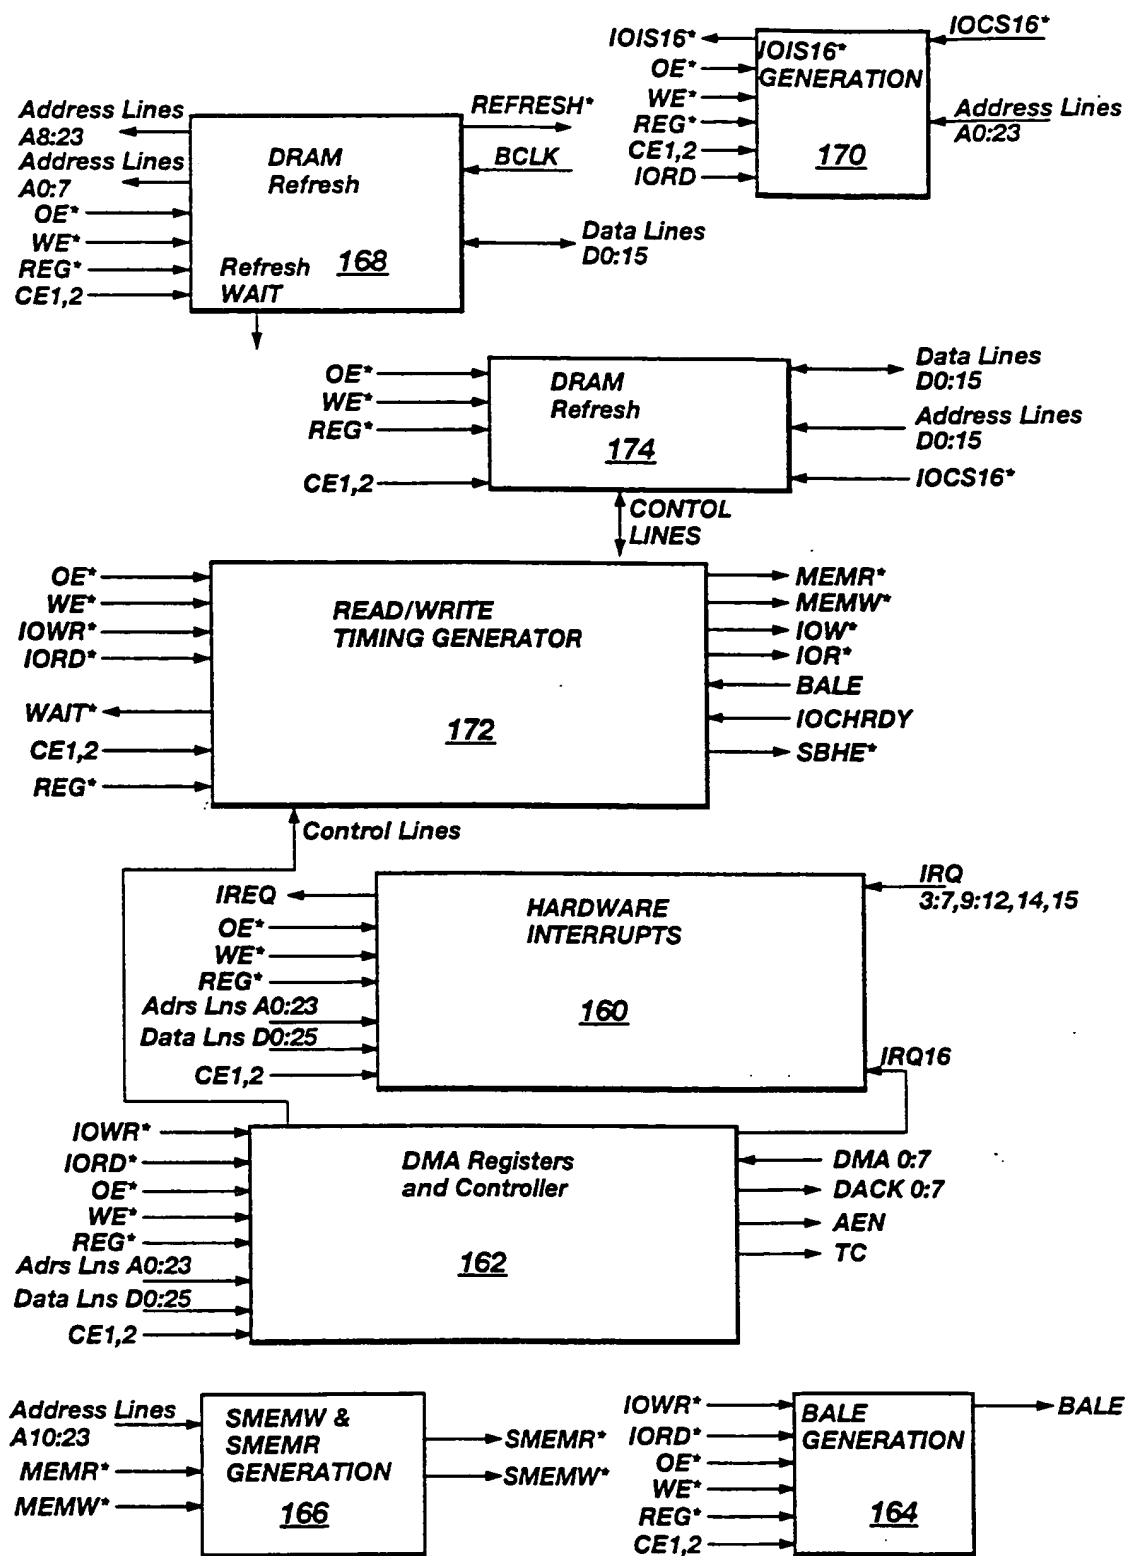 IOIS16*
OE*
WE*
REG*
CE1,2
IORD
IOIS16*
GENERATION
170
IOCS16*
Address Lines
A0:23
Address Lines
A8:23
Address Lines
A0:7
OE*
WE*
REG*
CE1,2
DRAM
Refresh
168
Refresh
WAIT
REFRESH*
BCLK
Data Lines
D0:15
OE*
WE*
REG*
CE1,2
DRAM
Refresh
174
Data Lines
D0:15
Address Lines
D0:15
IOCS16*
CONTOL
LINES
OE*
WE*
IOWR*
IORD*
WAIT*
CE1,2
REG*
READ/WRITE
TIMING GENERATOR
172
MEMR*
MEMW*
IOW*
IOR*
BALE
IOCHRDY
SBHE*
Control Lines
IREQ
OE*
WE*
REG*
Adrs Lns A0:23
Data Lns D0:25
CE1,2
HARDWARE
INTERRUPTS
160
IRQ
3:7,9:12,14,15
IRQ16
IOWR*
IORD*
OE*
WE*
REG*
Adrs Lns A0:23
Data Lns D0:25
CE1,2
DMA Registers
and Controller
162
DMA 0:7
DACK 0:7
AEN
TC
Address Lines
A10:23
MEMR*
MEMW*
SMEMW &
SMEMR
GENERATION
166
SMEMR*
SMEMW*
IOWR*
IORD*
OE*
WE*
REG*
CE1,2
BALE
GENERATION
164
BALE